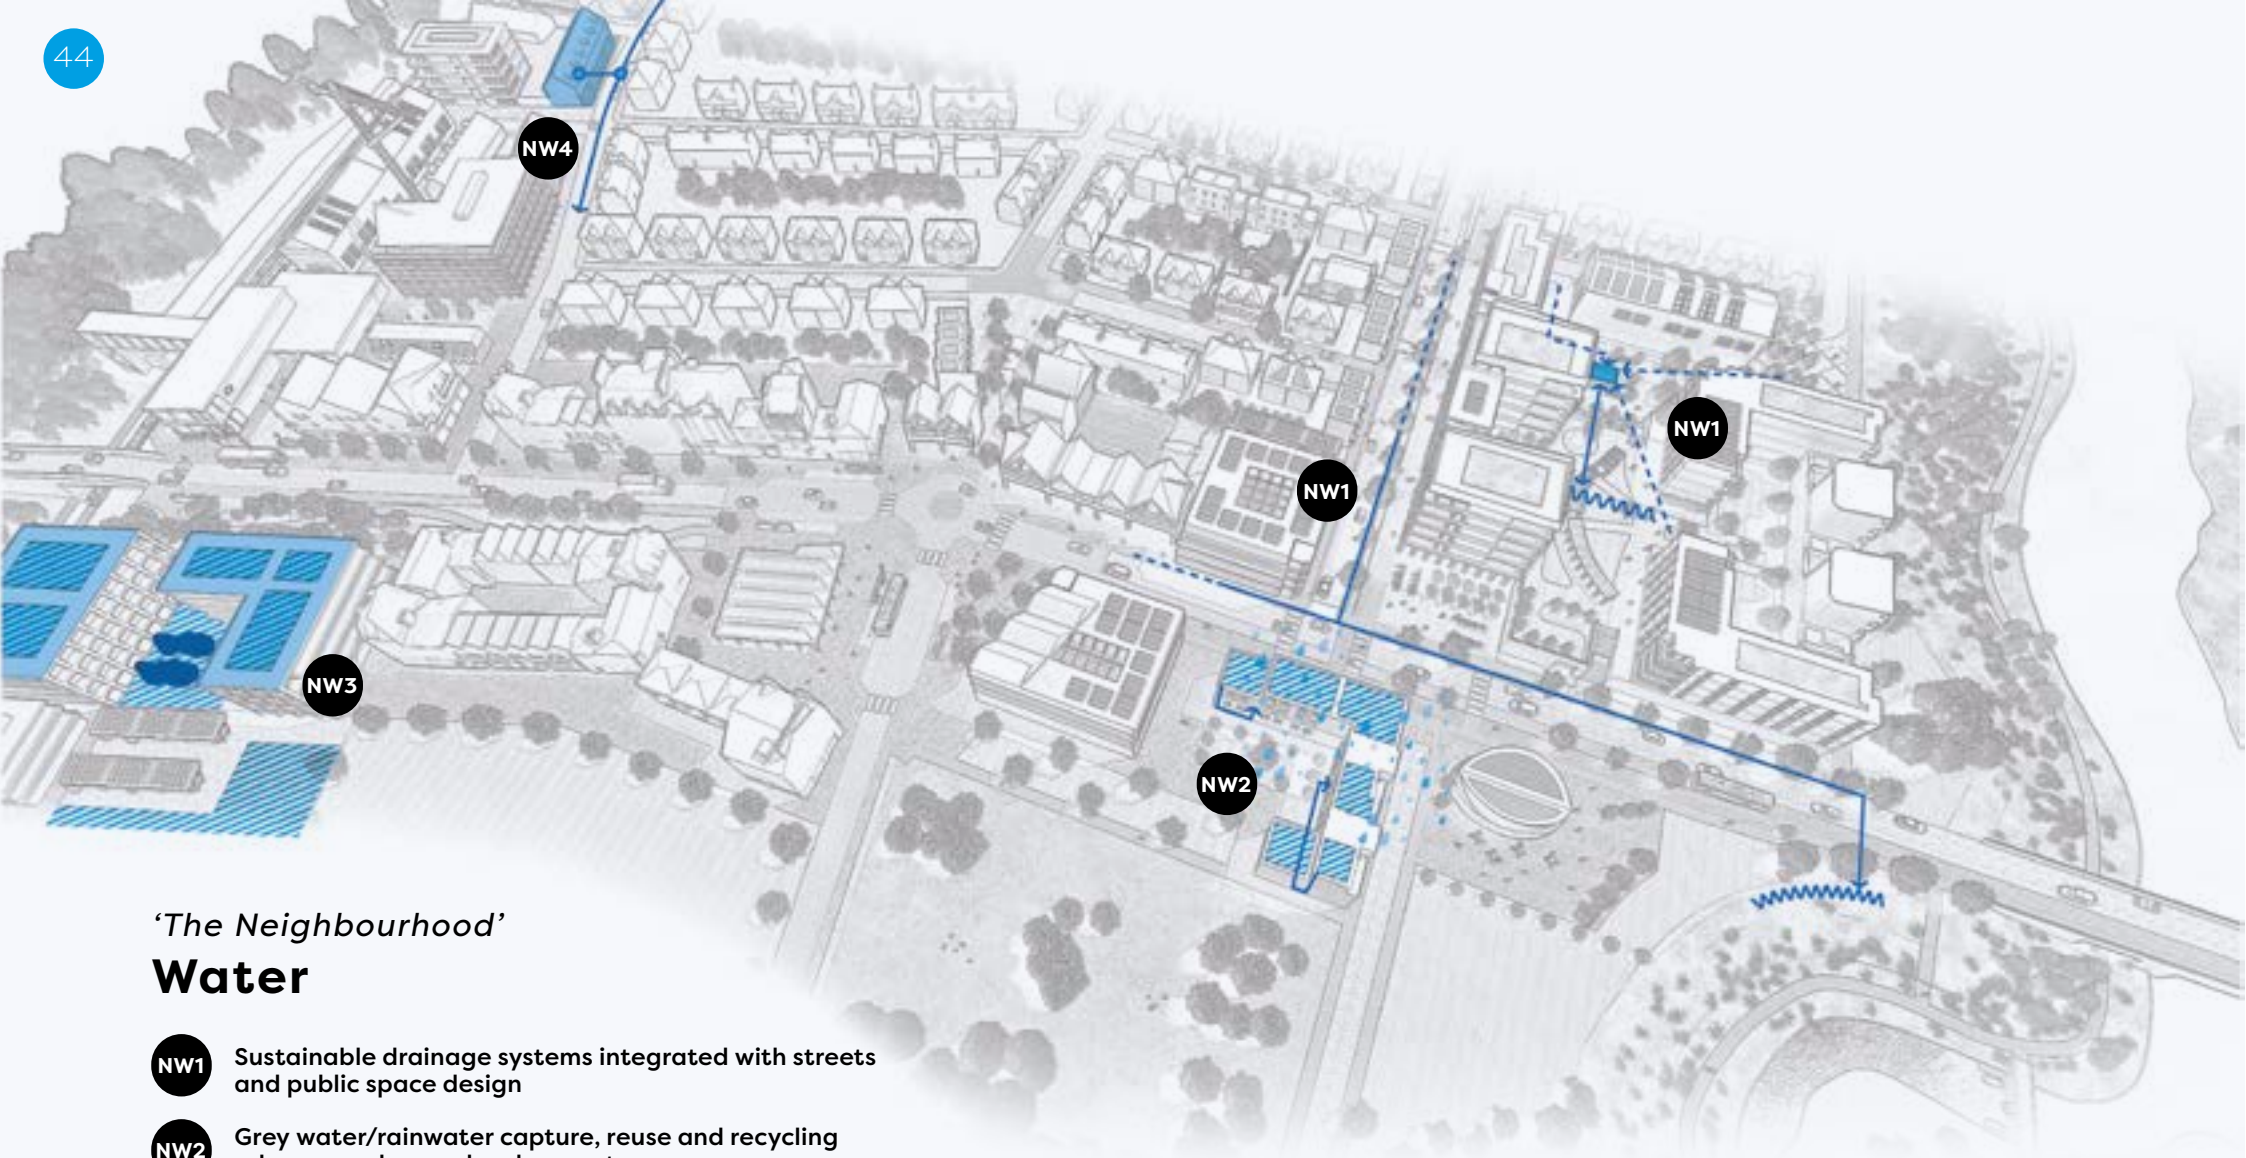 44
NW4
NW1
NW1
NW3
NW2
‘The Neighbourhood’
Water
NW1 Sustainable drainage systems integrated with streets
and public space design
NW2 Grey water/rainwater capture, reuse and recycling